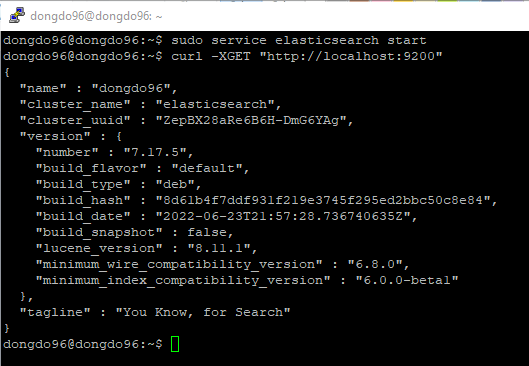 dongdo96@dongdo96: ~
dongdo96@dongdo96:~$ sudo service elasticsearch start
dongdo96@dongdo96:~$ curl -XGET "http://localhost:9200"
{
  "name" : "dongdo96",
  "cluster_name" : "elasticsearch",
  "cluster_uuid" : "ZepBX28aRe6B6H-DmG6YAg",
  "version" : {
    "number" : "7.17.5",
    "build_flavor" : "default",
    "build_type" : "deb",
    "build_hash" : "8d61b4f7ddf931f219e3745f295ed2bbc50c8e84",
    "build_date" : "2022-06-23T21:57:28.736740635Z",
    "build_snapshot" : false,
    "lucene_version" : "8.11.1",
    "minimum_wire_compatibility_version" : "6.8.0",
    "minimum_index_compatibility_version" : "6.0.0-beta1"
  },
  "tagline" : "You Know, for Search"
}
dongdo96@dongdo96:~$